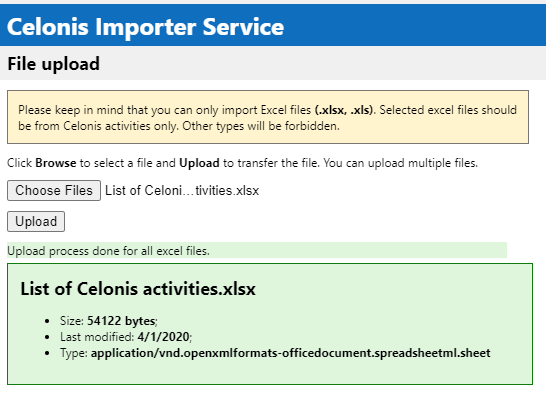 Celonis Importer Service
File upload
Please keep in mind that you can only import Excel files (.xlsx, .xls). Selected excel files should
be from Celonis activities only. Other types will be forbidden.
Click Browse to select a file and Upload to transfer the file. You can upload multiple files.
Choose Files List of Celoni...tivities.xlsx
Upload
Upload process done for all excel files.
List of Celonis activities.xlsx
• Size: 54122 bytes;
• Last modified: 4/1/2020;
• Type: application/vnd.openxmlformats-officedocument.spreadsheetml.sheet